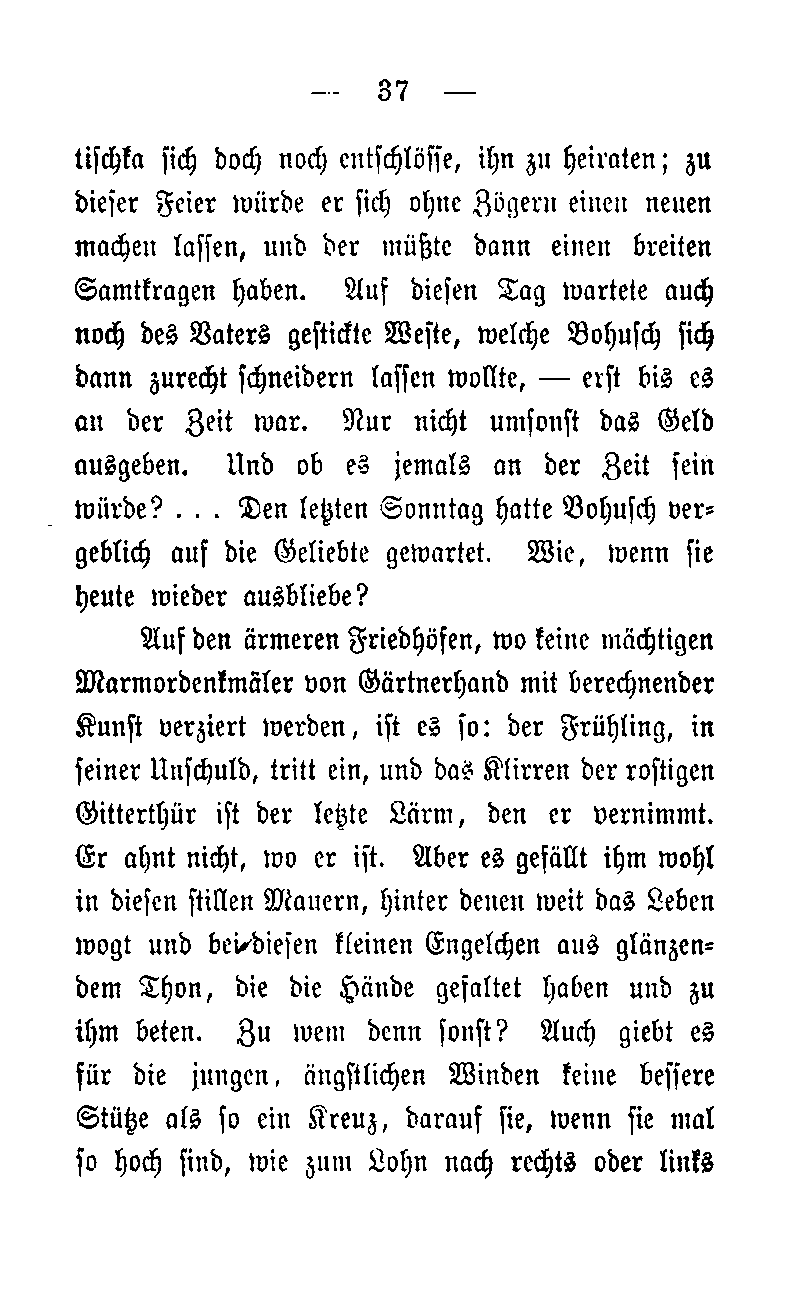 — 37 —
tischka sich doch noch entschlösse, ihn zu heiraten; zu
dieser Feier würde er sich ohne Zögern einen neuen
machen lassen, und der müßte dann einen breiten
Samtkragen haben. Auf diesen Tag wartete auch
noch des Vaters gestickte Weste, welche Bohusch sich
dann zurecht schneidern lassen wollte, — erst bis es
an der Zeit war. Nur nicht umsonst das Geld
ausgeben. Und ob es jemals an der Zeit sein
würde? . . . Den letzten Sonntag hatte Bohusch ver-
geblich auf die Geliebte gewartet. Wie, wenn sie
heute wieder ausbliebe?
Auf den ärmeren Friedhöfen, wo keine mächtigen
Marmordenkmäler von Gärtnerhand mit berechnender
Kunst verziert werden, ist es so: der Frühling, in
seiner Unschuld, tritt ein, und das Klirren der rostigen
Gitterthür ist der letzte Lärm, den er vernimmt.
Er ahnt nicht, wo er ist. Aber es gefällt ihm wohl
in diesen stillen Mauern, hinter denen weit das Leben
wogt und bei diesen kleinen Engelchen aus glänzen-
dem Thon, die die Hände gefaltet haben und zu
ihm beten. Zu wem denn sonst? Auch giebt es
für die jungen, ängstlichen Winden keine bessere
Stütze als so ein Kreuz, darauf sie, wenn sie mal
so hoch sind, wie zum Lohn nach rechts oder links